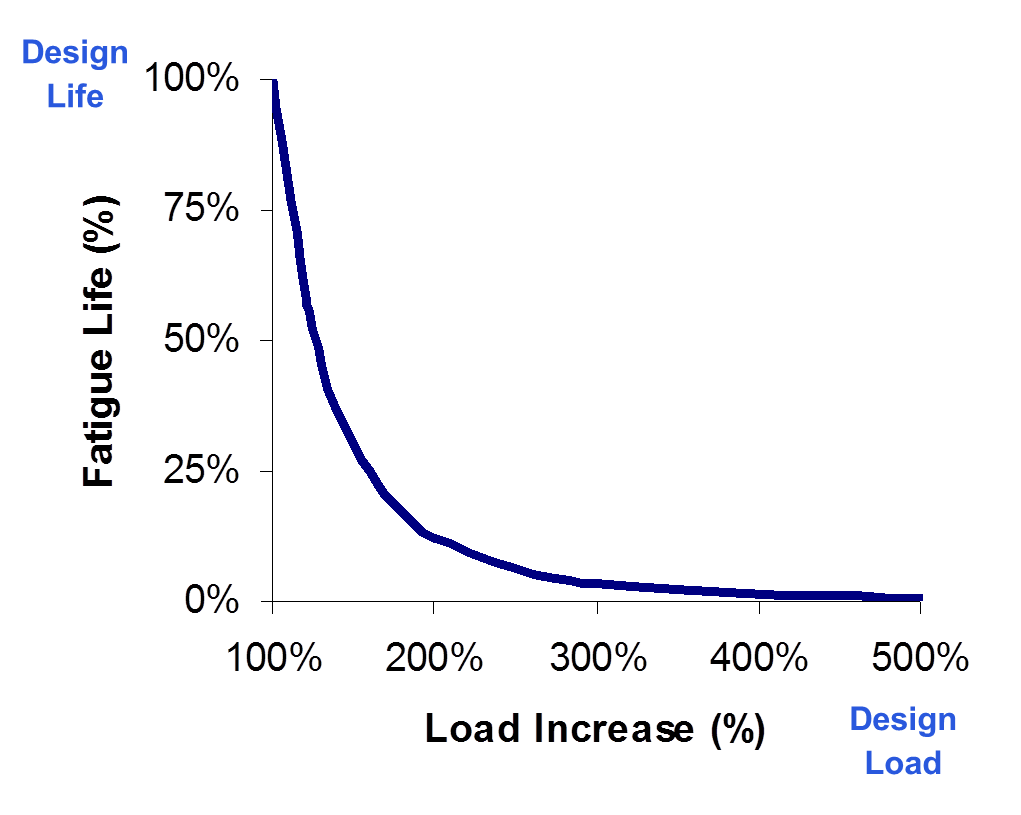 Design
Life
100%
75%
50%
25%
0%
Fatigue Life (%)
100%
200%
300%
400%
500%
Load Increase (%)
Design
Load